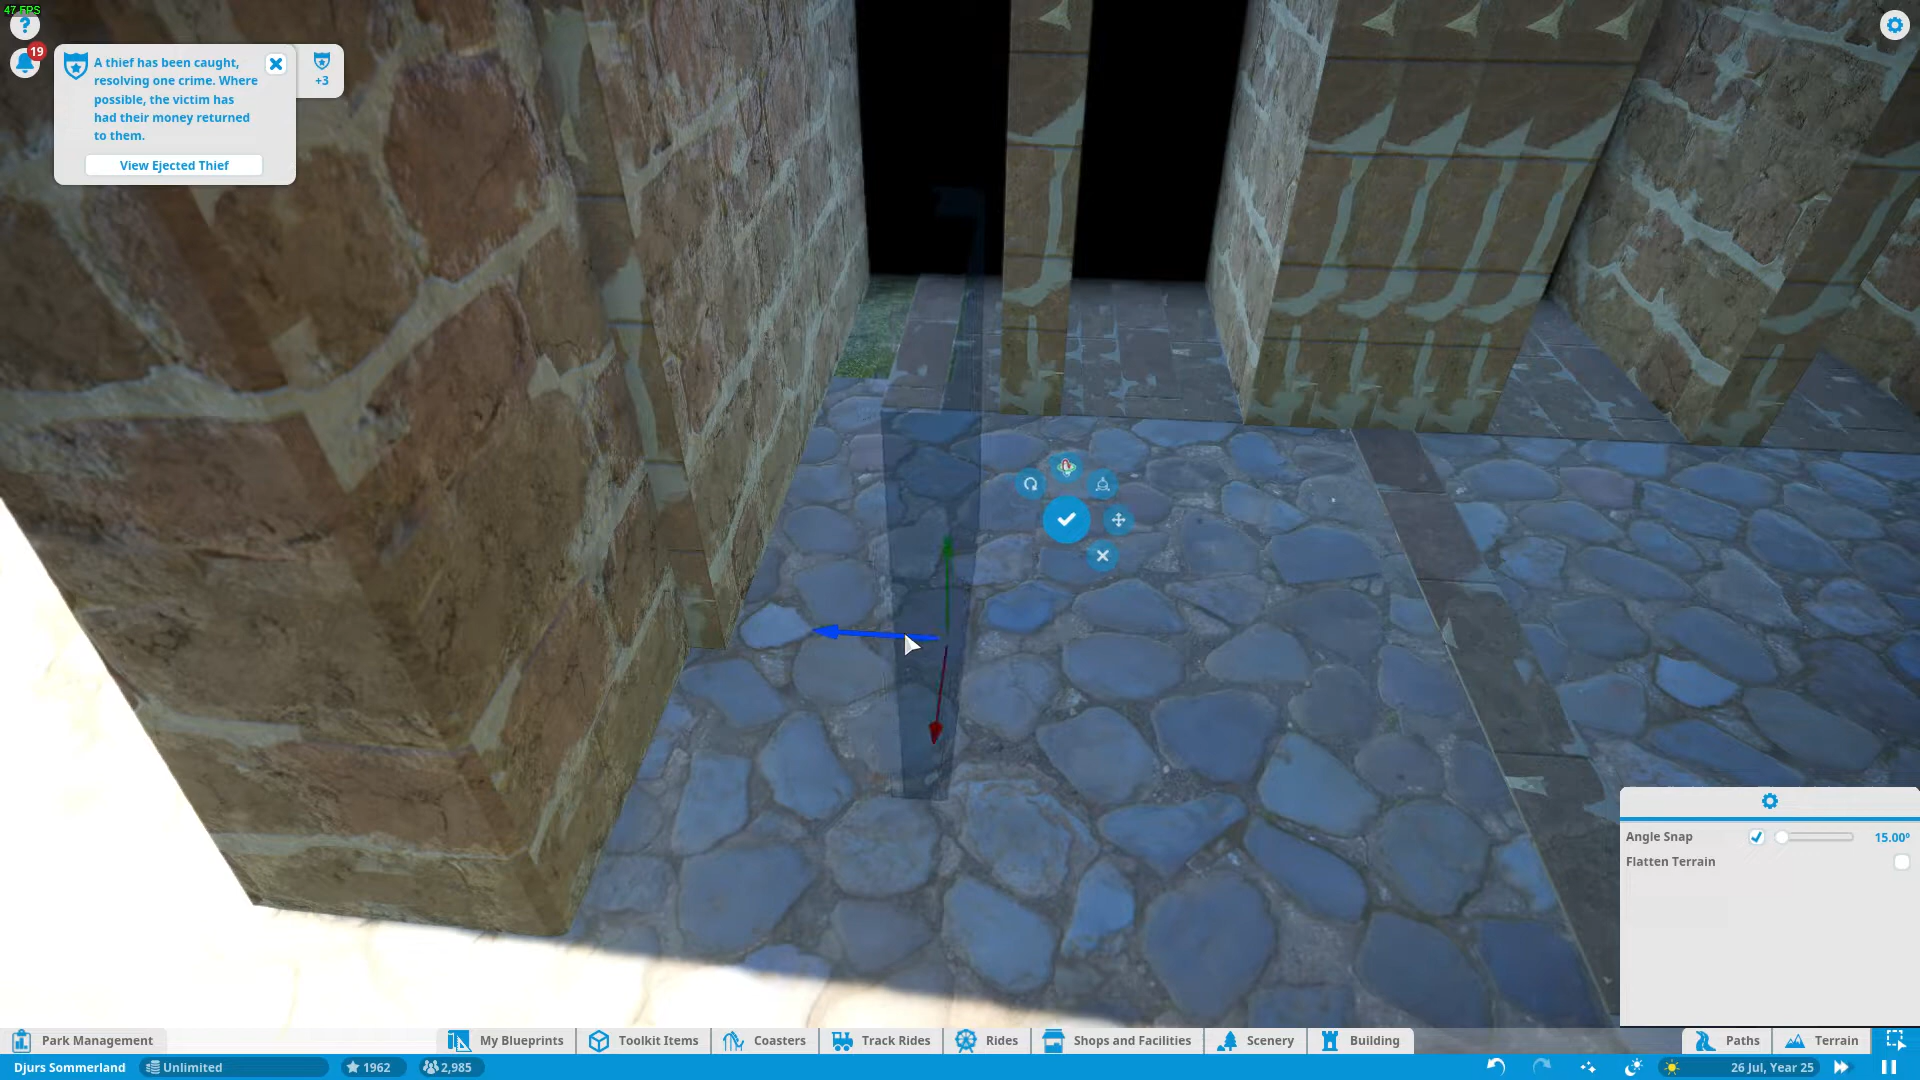 47 FPS
?
19
A thief has been caught,
resolving one crime. Where
possible, the victim has
had their money returned
to them.
+3
View Ejected Thief
Angle Snap 15.00°
Flatten Terrain
Park Management My Blueprints Toolkit Items Coasters Track Rides Rides Shops and Facilities Scenery Building Paths Terrain
Djurs Sommerland Unlimited 1962 2,985 26 Jul, Year 25